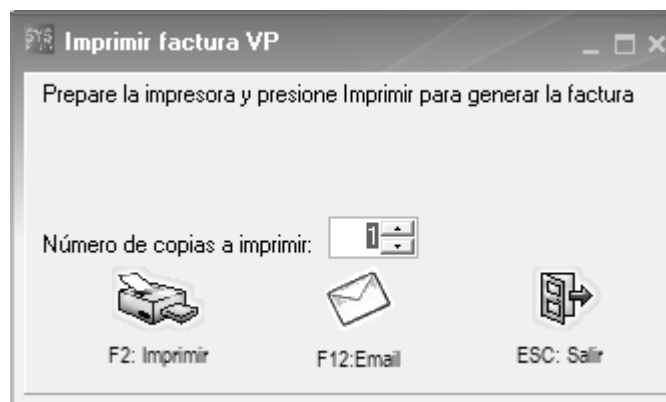 Imprimir factura VP
Prepare la impresora y presione Imprimir para generar la factura
Número de copias a imprimir: 1
F2: Imprimir F12:Email ESC: Salir